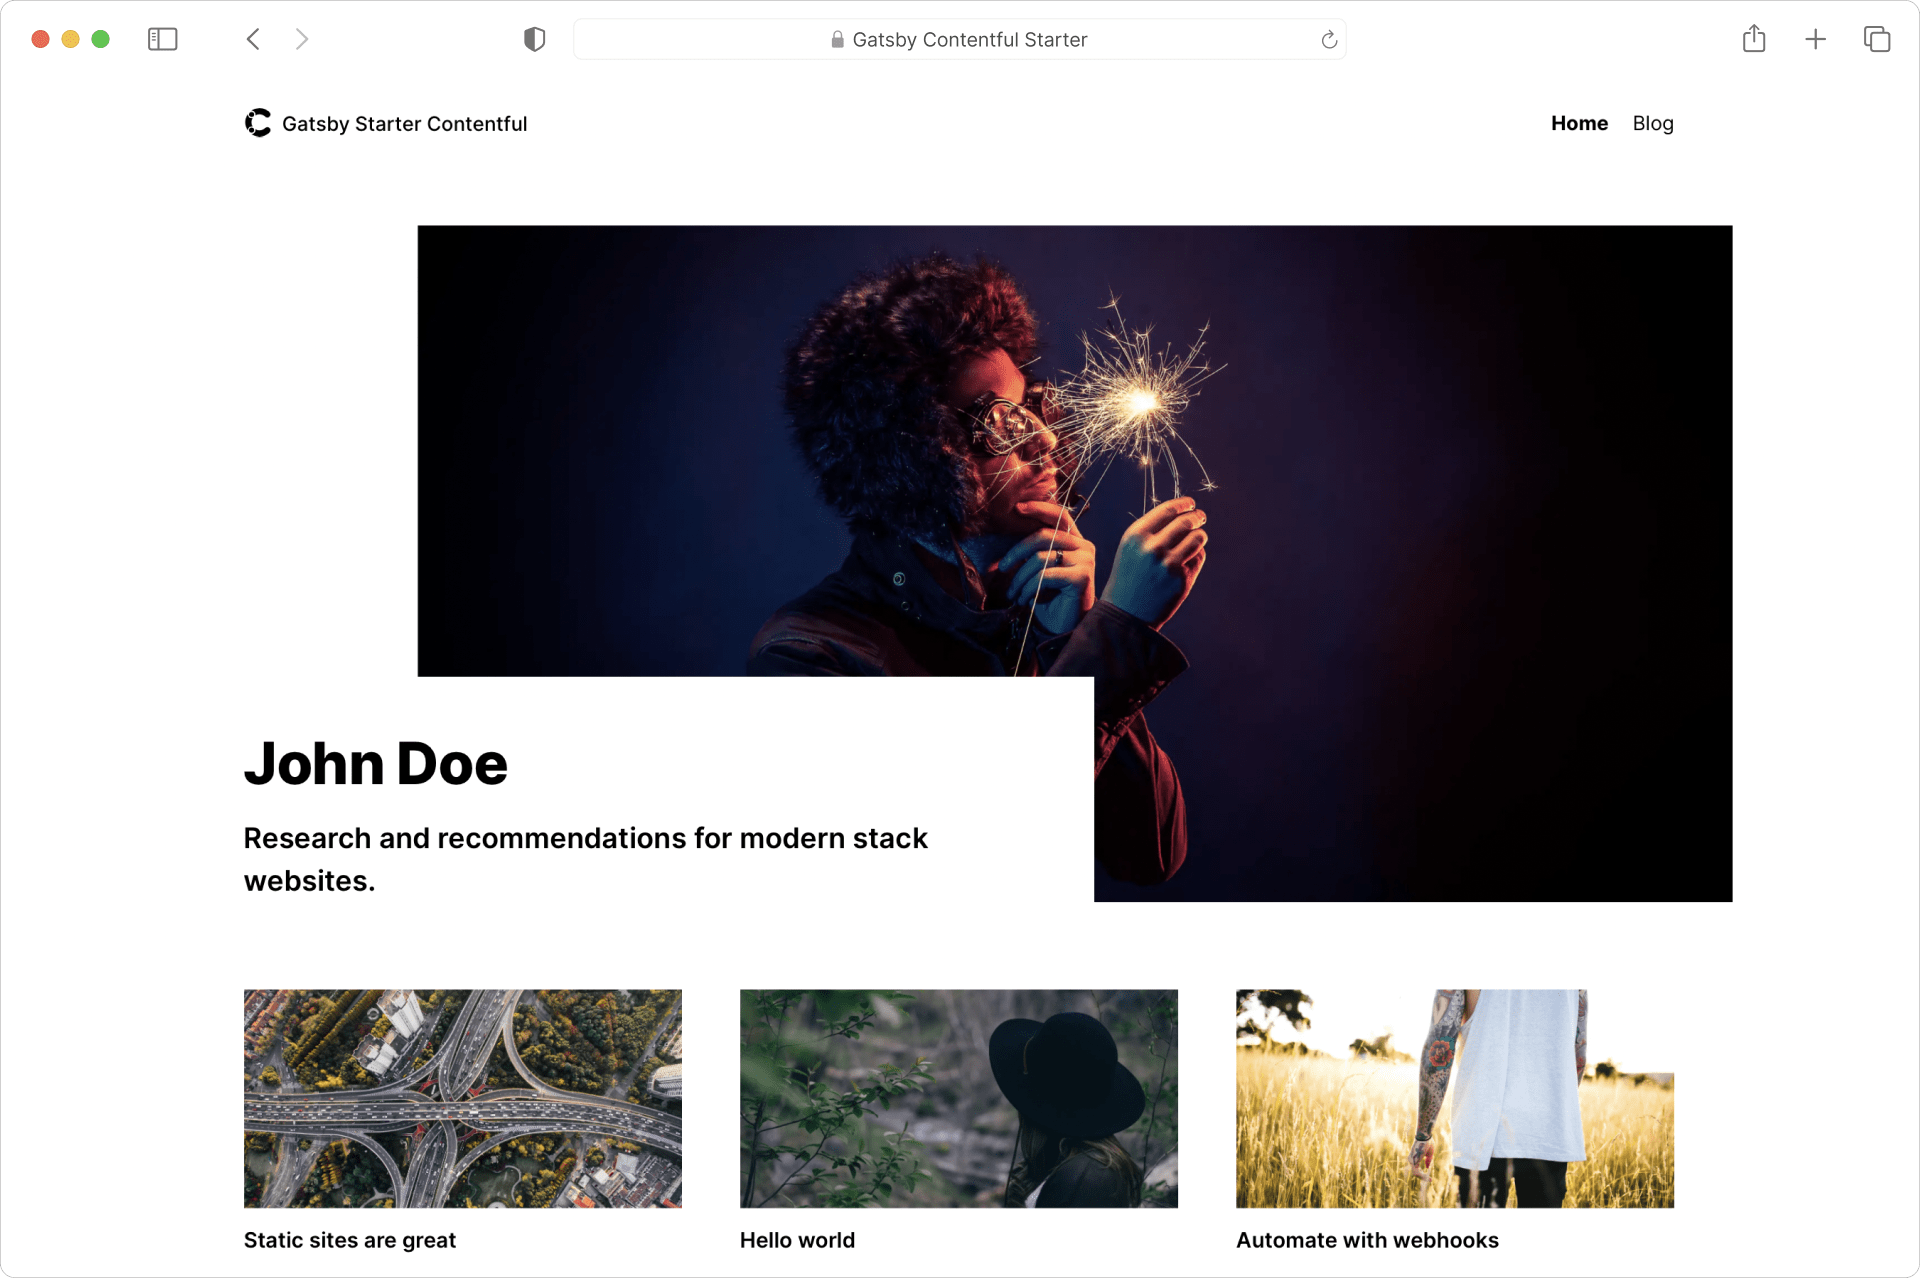 Gatsby Contentful Starter
Gatsby Starter Contentful
Home
Blog
John Doe
Research and recommendations for modern stack
websites.
Static sites are great
Hello world
Automate with webhooks